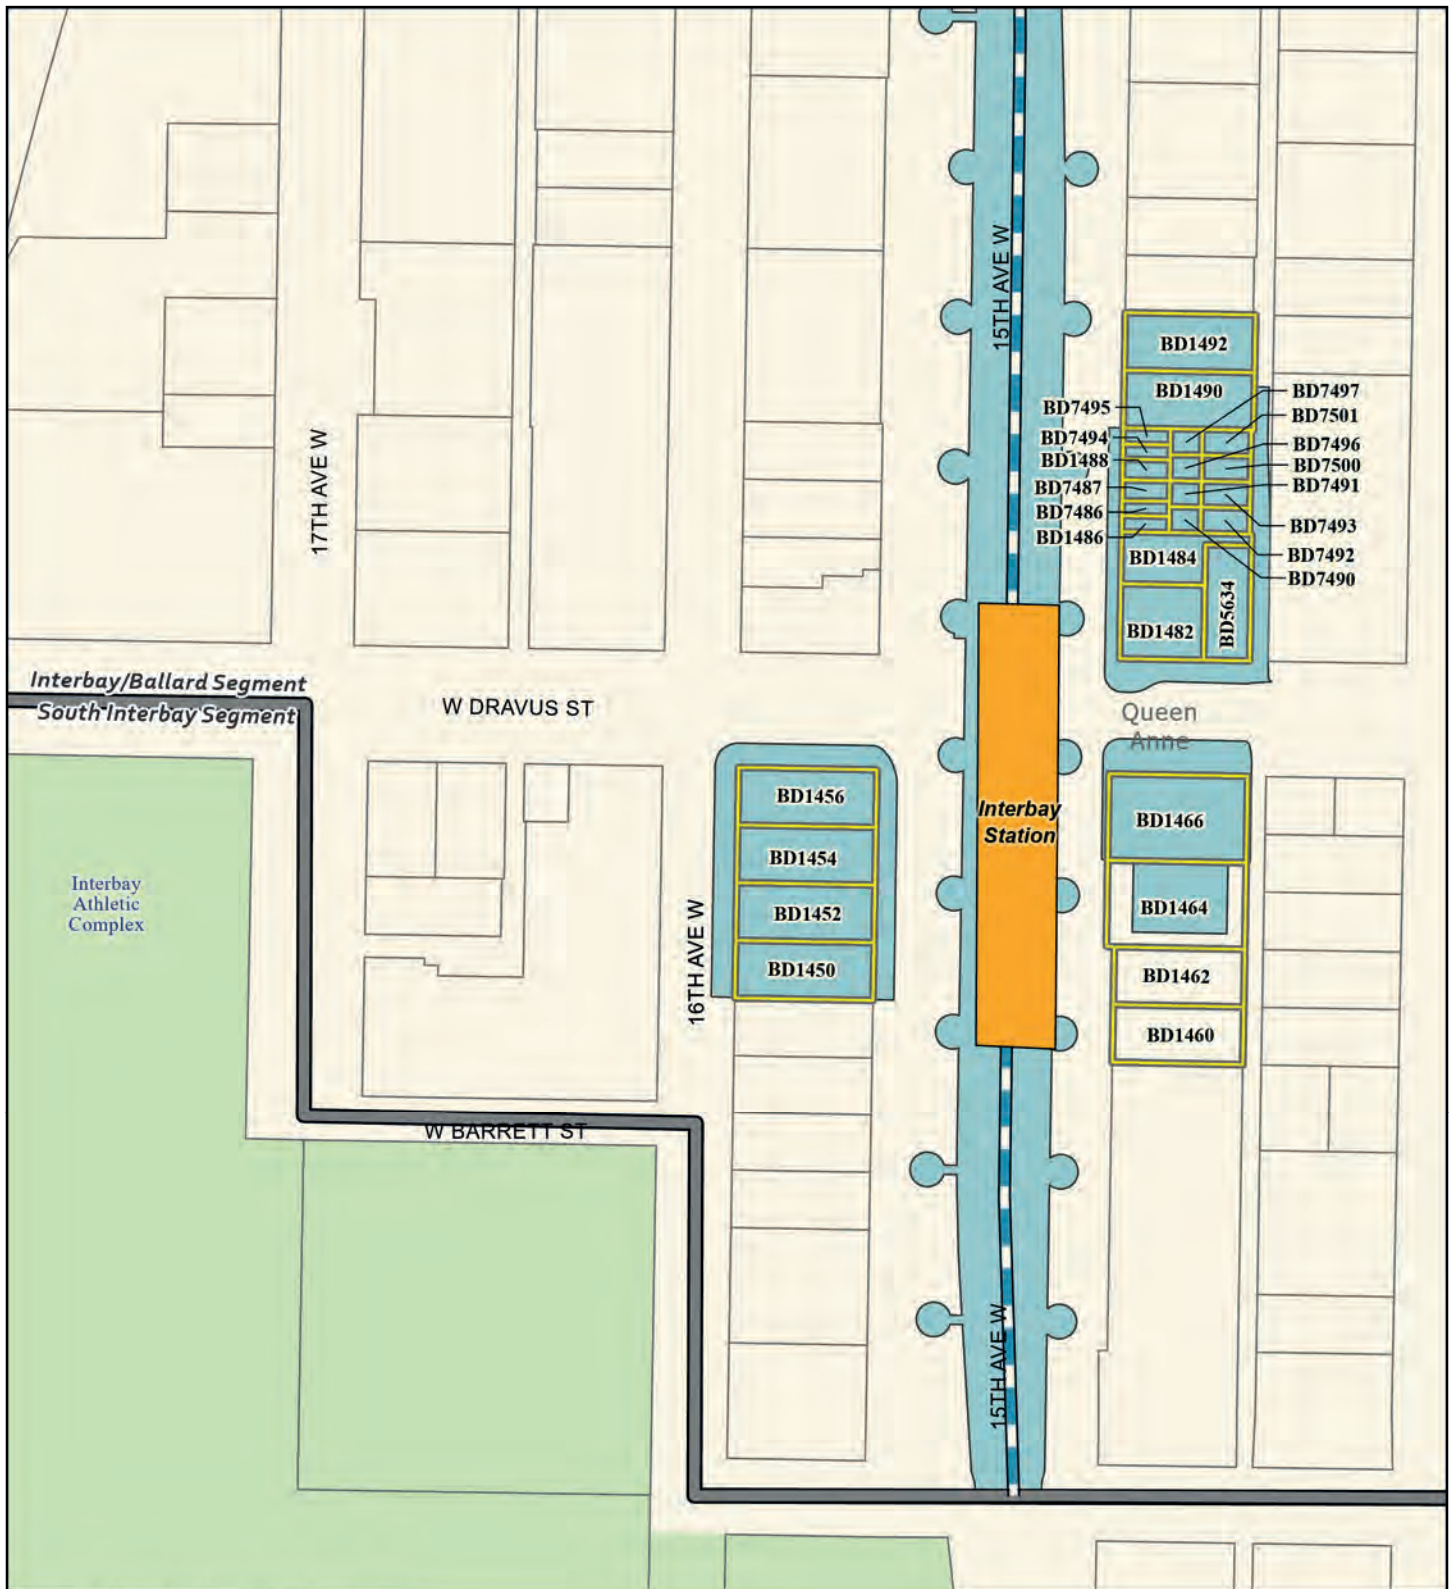 15TH AVE W
BD1492
BD1490
BD7495
BD7494
BD1488
BD7487
BD7486
BD1486
BD7497
BD7501
BD7496
BD7500
BD7491
BD7493
BD7492
BD7490
BD1484
BD1482
BD5634
17TH AVE W
Interbay/Ballard Segment
South Interbay Segment
W DRAVUS ST
Queen
Anne
BD1456
BD1454
BD1452
BD1450
Interbay
Station
BD1466
BD1464
BD1462
BD1460
Interbay
Athletic
Complex
16TH AVE W
W BARRETT ST
15TH AVE W